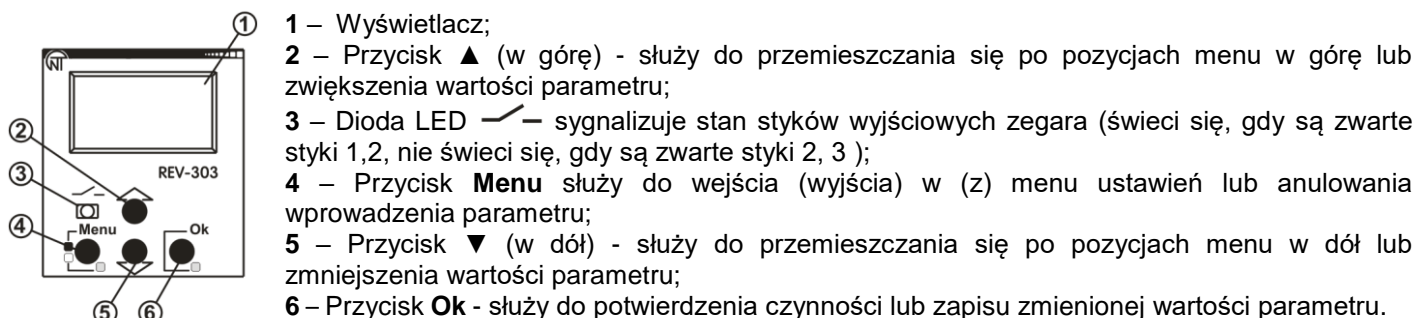 1 – Wyświetlacz;
2 – Przycisk ▲ (w górę) - służy do przemieszczania się po pozycjach menu w górę lub
zwiększenia wartości parametru;
3 – Dioda LED sygnalizuje stan styków wyjściowych zegara (świeci się, gdy są zwarte
styki 1,2, nie świeci się, gdy są zwarte styki 2, 3 );
4 – Przycisk Menu służy do wejścia (wyjścia) w (z) menu ustawień lub anulowania
wprowadzenia parametru;
5 – Przycisk ▼ (w dół) - służy do przemieszczania się po pozycjach menu w dół lub
zmniejszenia wartości parametru;
6 – Przycisk Ok - służy do potwierdzenia czynności lub zapisu zmienionej wartości parametru.
1
NT
2
REV-303
3
4
Menu
Ok
5
6